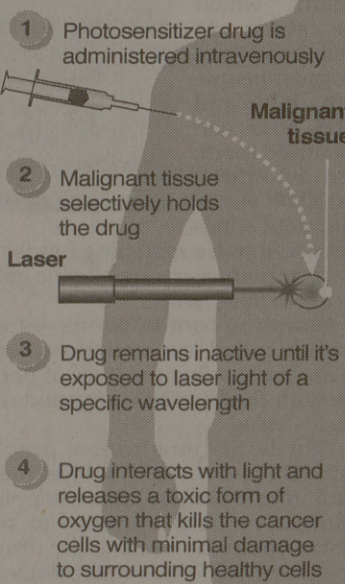 1 Photosensitizer drug is
administered intravenously
Malignant
tissue
2 Malignant tissue
selectively holds
the drug
Laser
3 Drug remains inactive until it's
exposed to laser light of a
specific wavelength
4 Drug interacts with light and
releases a toxic form of
oxygen that kills the cancer
cells with minimal damage
to surrounding healthy cells